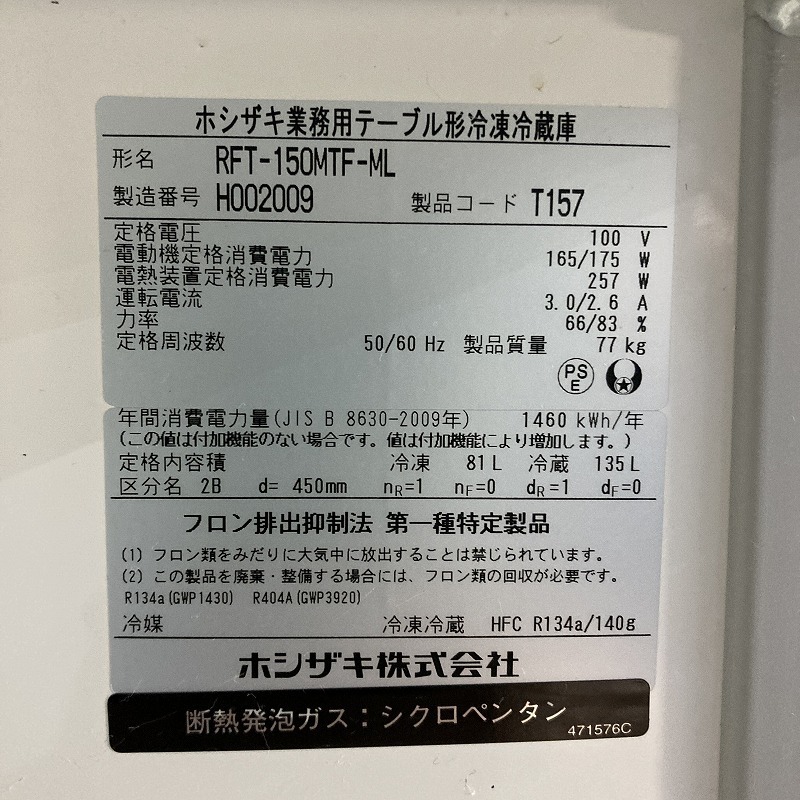 ホシザキ業務用テーブル形冷凍冷蔵庫
形名 RFT-150MTF-ML
製造番号 H002009 製品コード T157
定格電圧 100 V
電動機定格消費電力 165/175 W
電熱装置定格消費電力 257 W
運転電流 3.0/2.6 A
力率 66/83 %
定格周波数 50/60 Hz 製品質量 77 kg
PS E
年間消費電力量(JIS B 8630-2009年) 1460 kWh/年
(この値は付加機能のない場合です。値は付加機能により増加します。)
定格内容積 冷凍 81L 冷蔵 135L
区分名 2B d= 450mm nR=1 nF=0 dR=1 dF=0
フロン排出抑制法 第一種特定製品
(1) フロン類をみだりに大気中に放出することは禁じられています。
(2) この製品を廃棄・整備する場合には、フロン類の回収が必要です。
R134a(GWP1430) R404A(GWP3920)
冷媒 冷凍冷蔵 HFC R134a/140g
ホシザキ株式会社
断熱発泡ガス:シクロペンタン
471576C